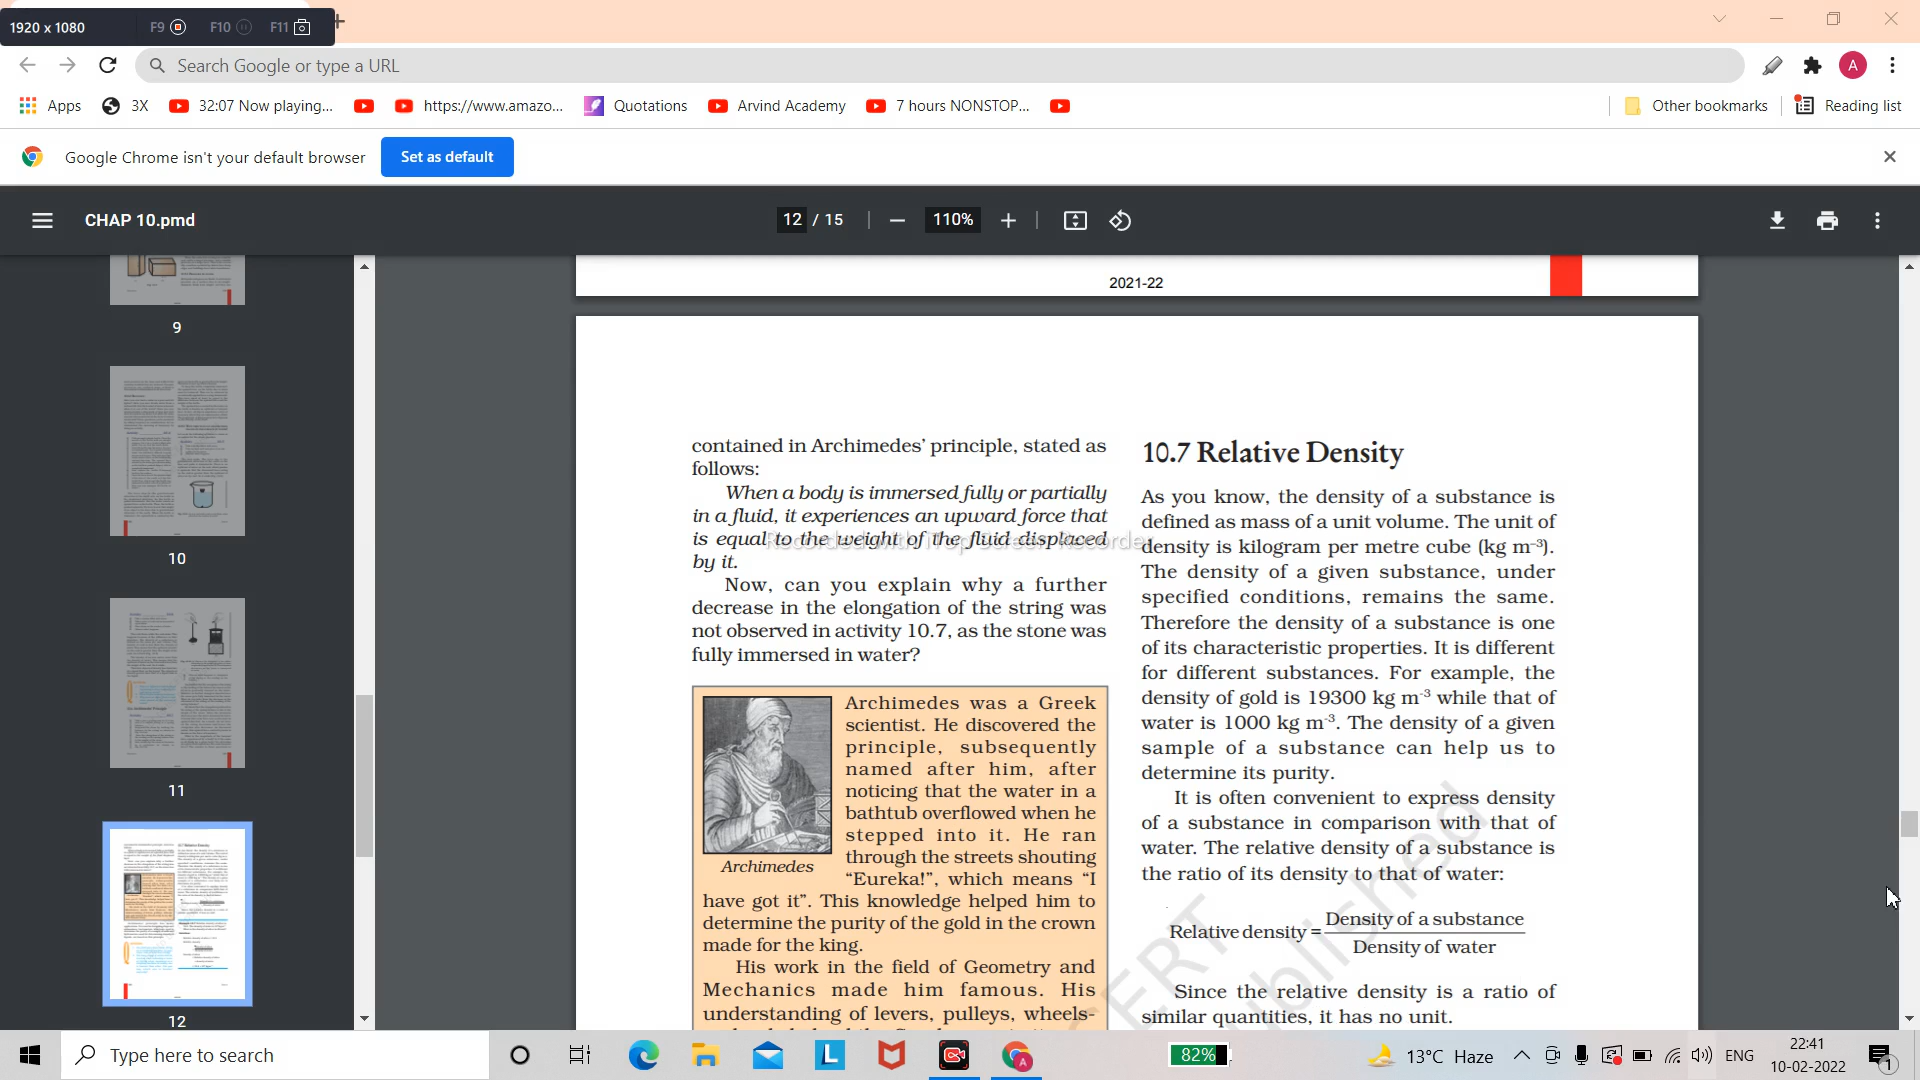 1920 x 1080 F9 F10 F11
Search Google or type a URL
A
Apps 3X 32:07 Now playing... https://www.amazo... Quotations Arvind Academy 7 hours NONSTOP... Other bookmarks Reading list
Google Chrome isn't your default browser Set as default
CHAP 10.pmd 12 / 15 110%
9
10
11
12
2021-22
contained in Archimedes' principle, stated as
follows:
When a body is immersed fully or partially
in a fluid, it experiences an upward force that
is equal to the weight of the fluid displaced
by it.
Recorded with iTop Screen Recorder
Now, can you explain why a further
decrease in the elongation of the string was
not observed in activity 10.7, as the stone was
fully immersed in water?
Archimedes was a Greek
scientist. He discovered the
principle, subsequently
named after him, after
noticing that the water in a
bathtub overflowed when he
stepped into it. He ran
through the streets shouting
"Eureka!", which means "I
have got it". This knowledge helped him to
determine the purity of the gold in the crown
made for the king.
Archimedes
His work in the field of Geometry and
Mechanics made him famous. His
understanding of levers, pulleys, wheels-
10.7 Relative Density
As you know, the density of a substance is
defined as mass of a unit volume. The unit of
density is kilogram per metre cube (kg m⁻³).
The density of a given substance, under
specified conditions, remains the same.
Therefore the density of a substance is one
of its characteristic properties. It is different
for different substances. For example, the
density of gold is 19300 kg m⁻³ while that of
water is 1000 kg m⁻³. The density of a given
sample of a substance can help us to
determine its purity.
It is often convenient to express density
of a substance in comparison with that of
water. The relative density of a substance is
the ratio of its density to that of water:
Relative density = Density of a substance
Density of water
Since the relative density is a ratio of
similar quantities, it has no unit.
Type here to search
82%
13°C Haze
ENG
22:41
10-02-2022
1